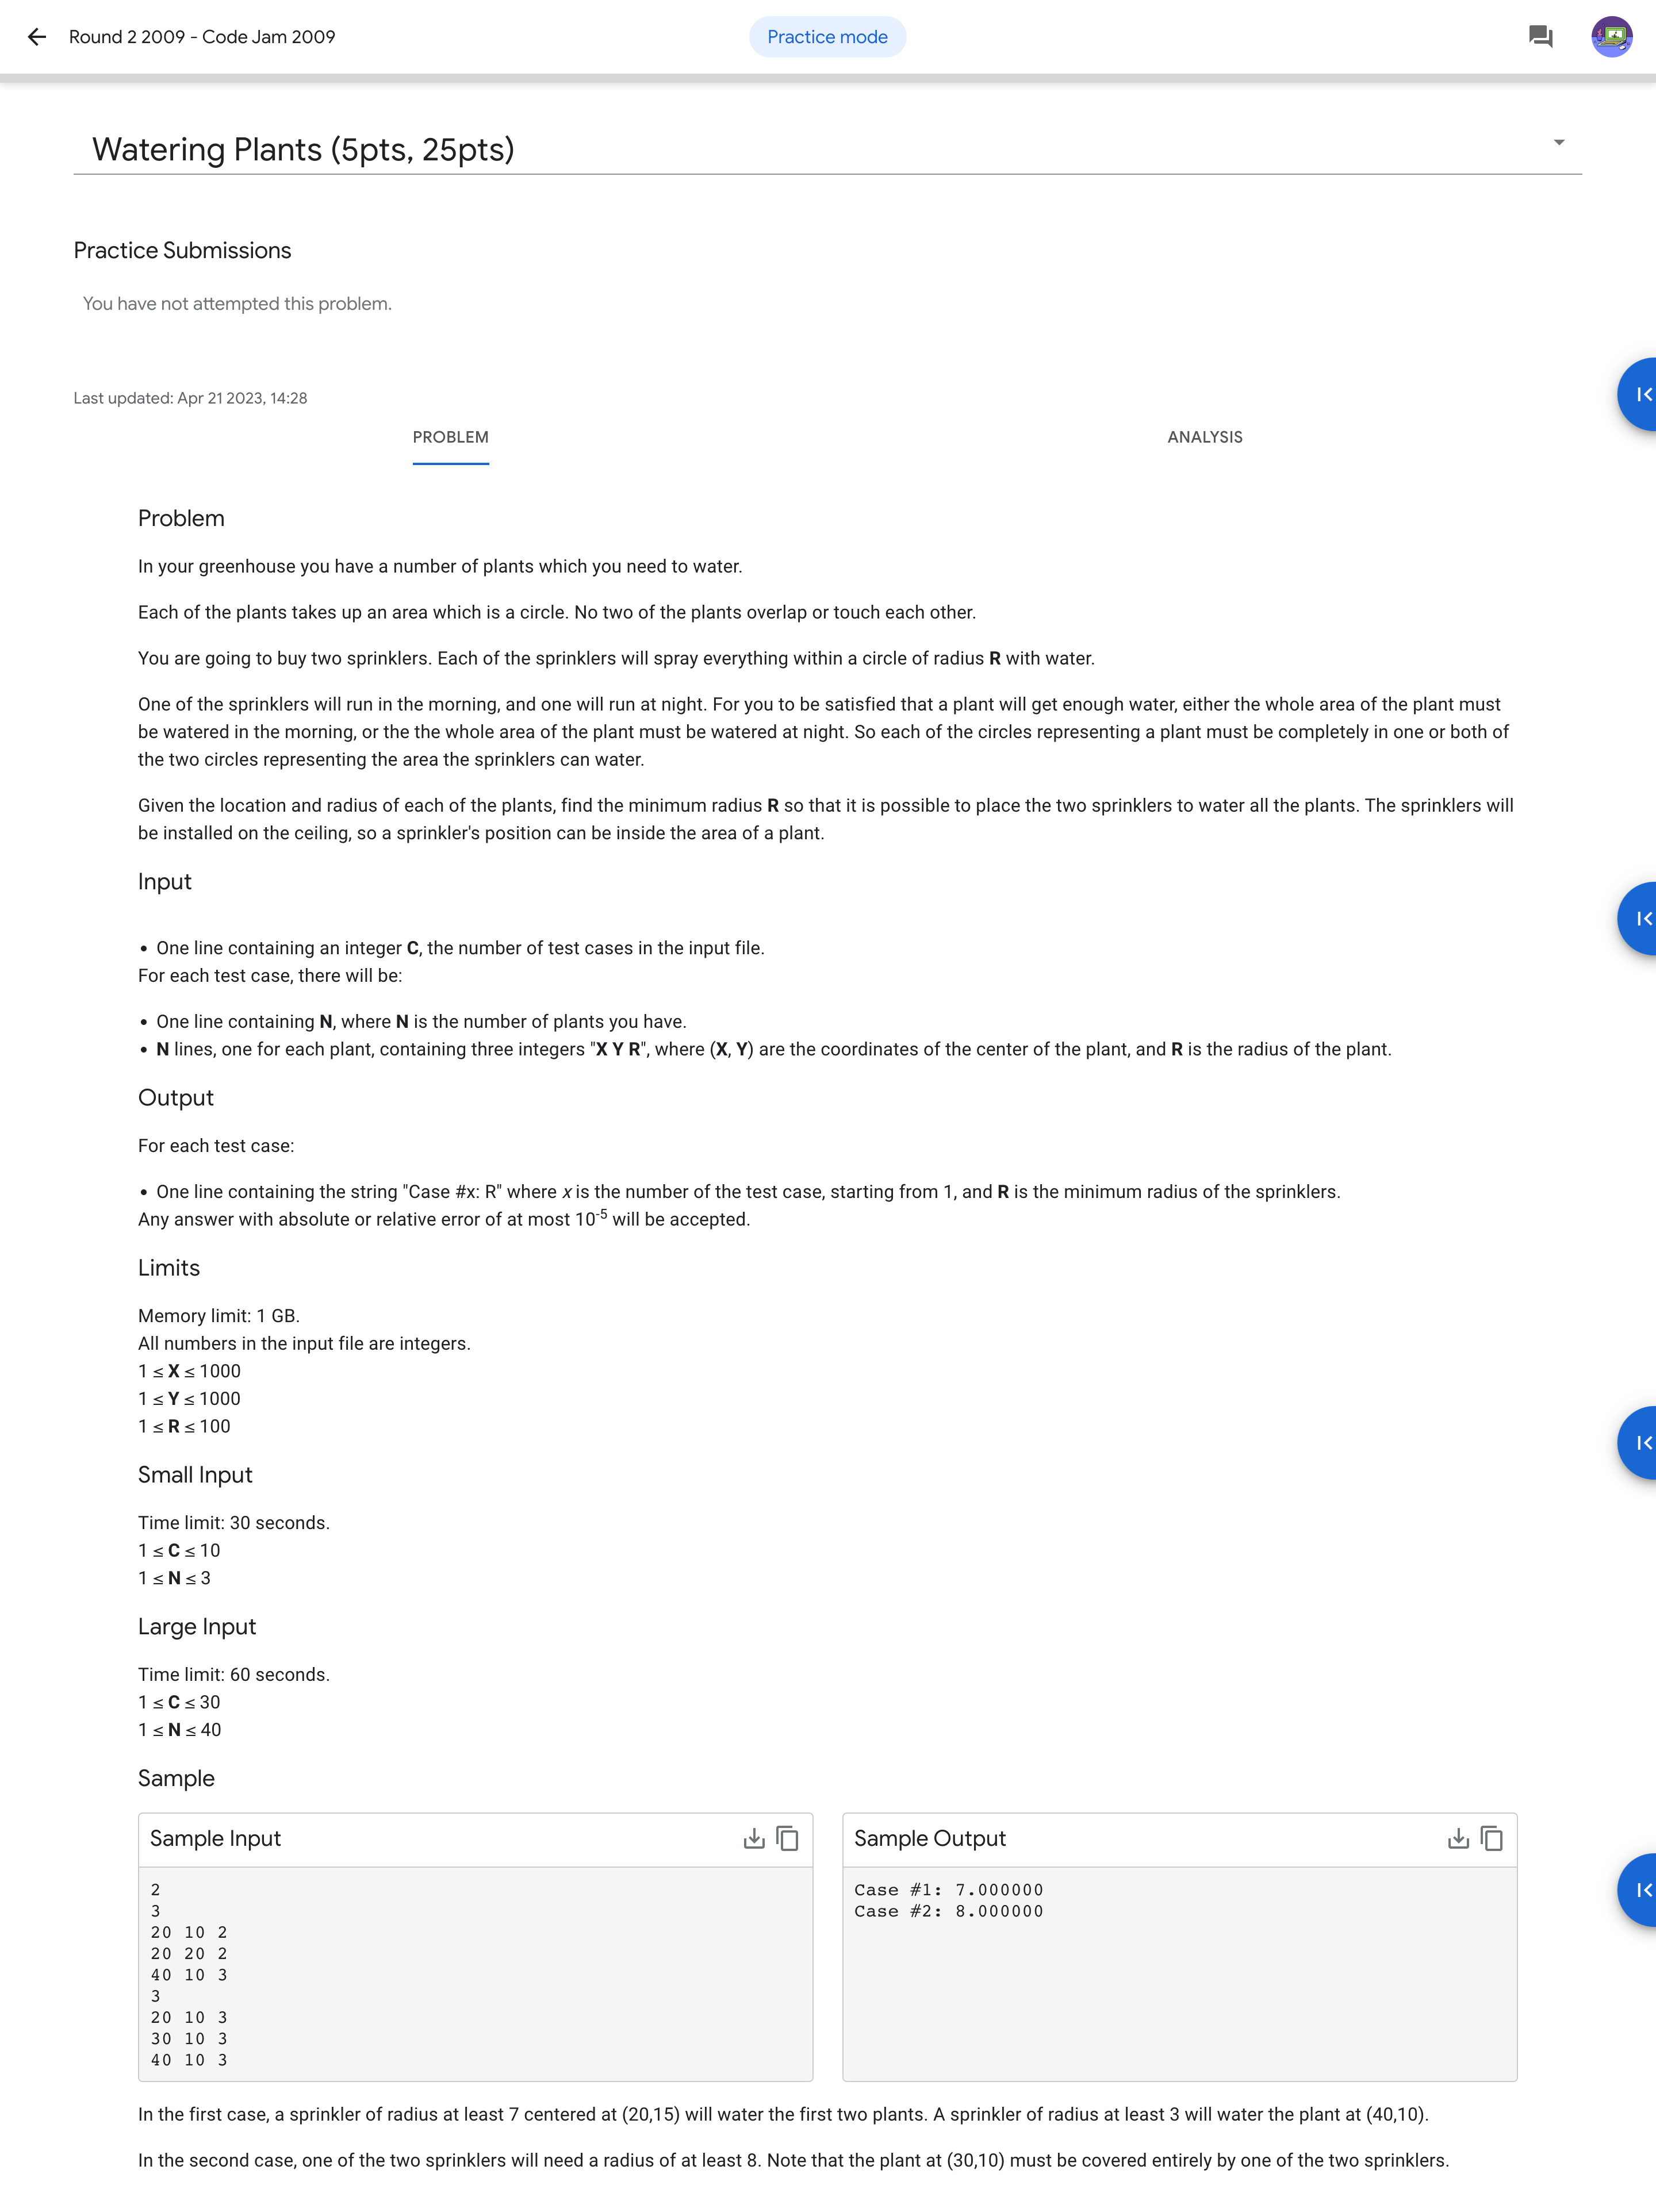 Round 2 2009 - Code Jam 2009
Practice mode
Watering Plants (5pts, 25pts)
Practice Submissions
You have not attempted this problem.
Last updated: Apr 21 2023, 14:28
PROBLEM
ANALYSIS
Problem
In your greenhouse you have a number of plants which you need to water.
Each of the plants takes up an area which is a circle. No two of the plants overlap or touch each other.
You are going to buy two sprinklers. Each of the sprinklers will spray everything within a circle of radius R with water.
One of the sprinklers will run in the morning, and one will run at night. For you to be satisfied that a plant will get enough water, either the whole area of the plant must
be watered in the morning, or the the whole area of the plant must be watered at night. So each of the circles representing a plant must be completely in one or both of
the two circles representing the area the sprinklers can water.
Given the location and radius of each of the plants, find the minimum radius R so that it is possible to place the two sprinklers to water all the plants. The sprinklers will
be installed on the ceiling, so a sprinkler's position can be inside the area of a plant.
Input
• One line containing an integer C, the number of test cases in the input file.
For each test case, there will be:
• One line containing N, where N is the number of plants you have.
• N lines, one for each plant, containing three integers "X Y R", where (X, Y) are the coordinates of the center of the plant, and R is the radius of the plant.
Output
For each test case:
• One line containing the string "Case #x: R" where x is the number of the test case, starting from 1, and R is the minimum radius of the sprinklers.
Any answer with absolute or relative error of at most 10-5 will be accepted.
Limits
Memory limit: 1 GB.
All numbers in the input file are integers.
1 ≤ X ≤ 1000
1 ≤ Y ≤ 1000
1 ≤ R ≤ 100
Small Input
Time limit: 30 seconds.
1 ≤ C ≤ 10
1 ≤ N ≤ 3
Large Input
Time limit: 60 seconds.
1 ≤ C ≤ 30
1 ≤ N ≤ 40
Sample
Sample Input
2
3
20 10 2
20 20 2
40 10 3
3
20 10 3
30 10 3
40 10 3
Sample Output
Case #1: 7.000000
Case #2: 8.000000
In the first case, a sprinkler of radius at least 7 centered at (20,15) will water the first two plants. A sprinkler of radius at least 3 will water the plant at (40,10).
In the second case, one of the two sprinklers will need a radius of at least 8. Note that the plant at (30,10) must be covered entirely by one of the two sprinklers.